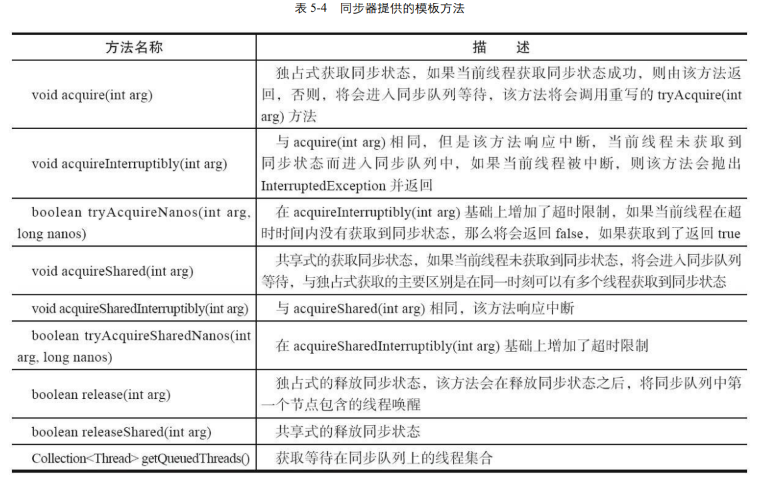 表 5-4 同步器提供的模板方法
方法名称
描 述
void acquire(int arg)
独占式获取同步状态，如果当前线程获取同步状态成功，则由该方法返
回，否则，将会进入同步队列等待，该方法将会调用重写的 tryAcquire(int
arg) 方法
void acquireInterruptibly(int arg)
与 acquire(int arg) 相同，但是该方法响应中断，当前线程未获取到
同步状态而进入同步队列中，如果当前线程被中断，则该方法会抛出
InterruptedException 并返回
boolean tryAcquireNanos(int arg,
long nanos)
在 acquireInterruptibly(int arg) 基础上增加了超时限制，如果当前线程在超
时时间内没有获取到同步状态，那么将会返回 false，如果获取到了返回 true
void acquireShared(int arg)
共享式的获取同步状态，如果当前线程未获取到同步状态，将会进入同步队列
等待，与独占式获取的主要区别是在同一时刻可以有多个线程获取到同步状态
void acquireSharedInterruptibly(int arg)
与 acquireShared(int arg) 相同，该方法响应中断
boolean tryAcquireSharedNanos(int
arg, long nanos)
在 acquireSharedInterruptibly(int arg) 基础上增加了超时限制
boolean release(int arg)
独占式的释放同步状态，该方法会在释放同步状态之后，将同步队列中第
一个节点包含的线程唤醒
boolean releaseShared(int arg)
共享式的释放同步状态
Collection<Thread> getQueuedThreads()
获取等待在同步队列上的线程集合